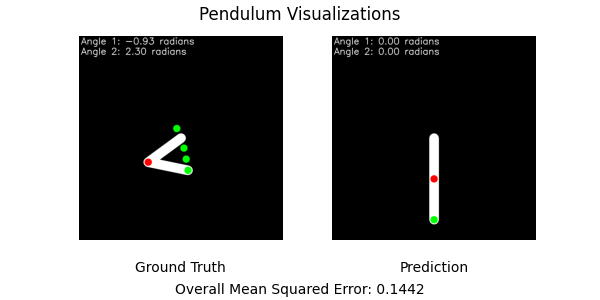 Pendulum Visualizations
Angle 1: -0.93 radians
Angle 2: 2.30 radians
Angle 1: 0.00 radians
Angle 2: 0.00 radians
Ground Truth
Prediction
Overall Mean Squared Error: 0.1442